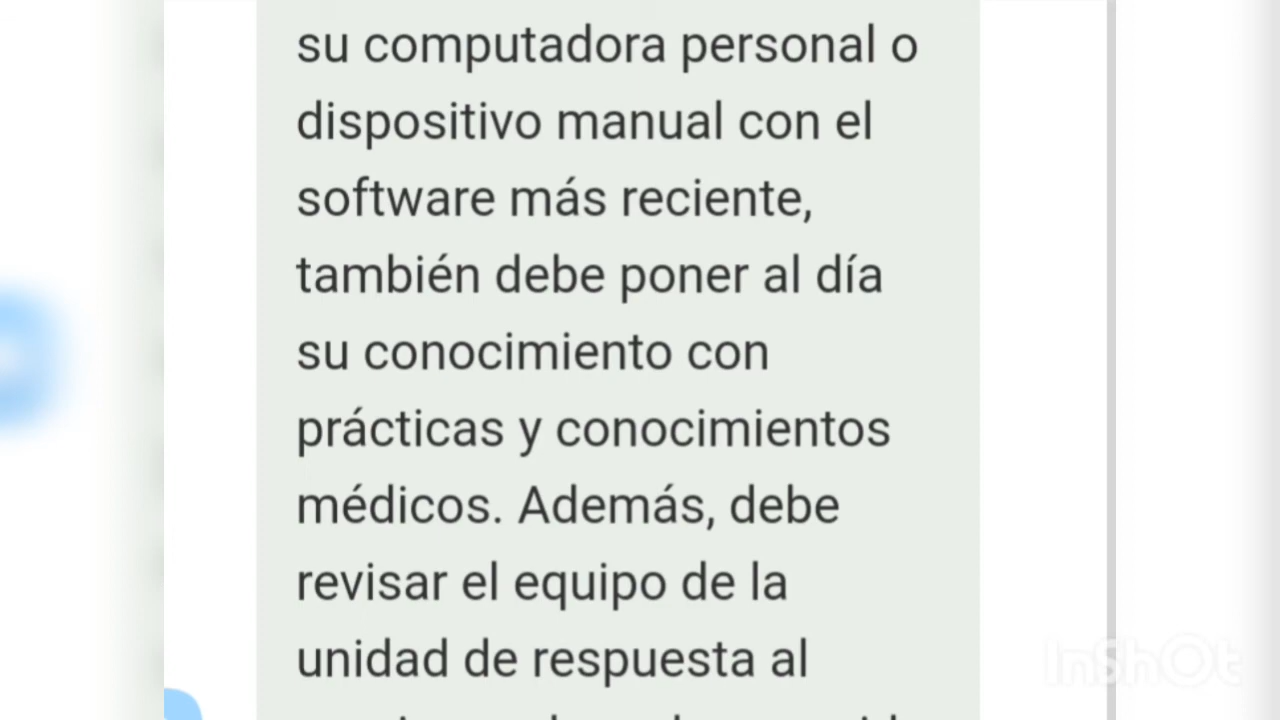 su computadora personal o
dispositivo manual con el
software más reciente,
también debe poner al día
su conocimiento con
prácticas y conocimientos
médicos. Además, debe
revisar el equipo de la
unidad de respuesta al
InShOt